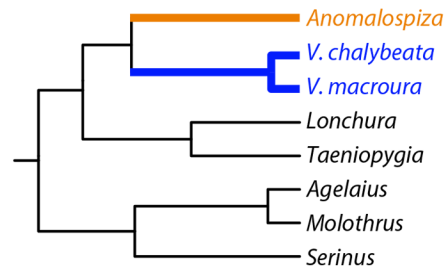 Anomalospiza
V. chalybeata
V. macroura
Lonchura
Taeniopygia
Agelaius
Molothrus
Serinus